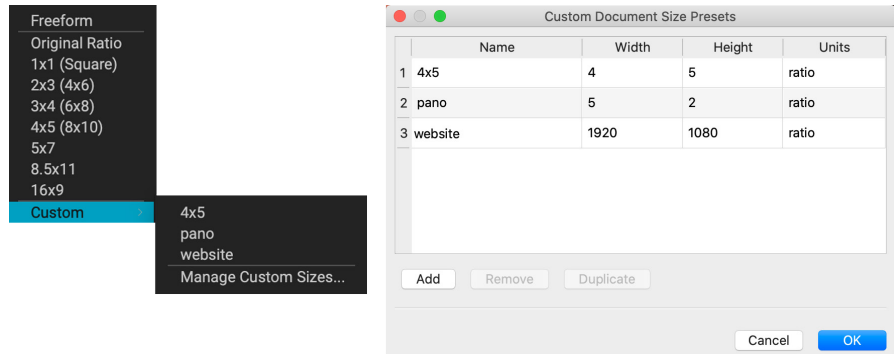 Freeform
Original Ratio
1x1 (Square)
2x3 (4x6)
3x4 (6x8)
4x5 (8x10)
5x7
8.5x11
16x9
Custom
4x5
pano
website
Manage Custom Sizes...
Custom Document Size Presets
Name Width Height Units
1 4x5 4 5 ratio
2 pano 5 2 ratio
3 website 1920 1080 ratio
Add Remove Duplicate
Cancel OK